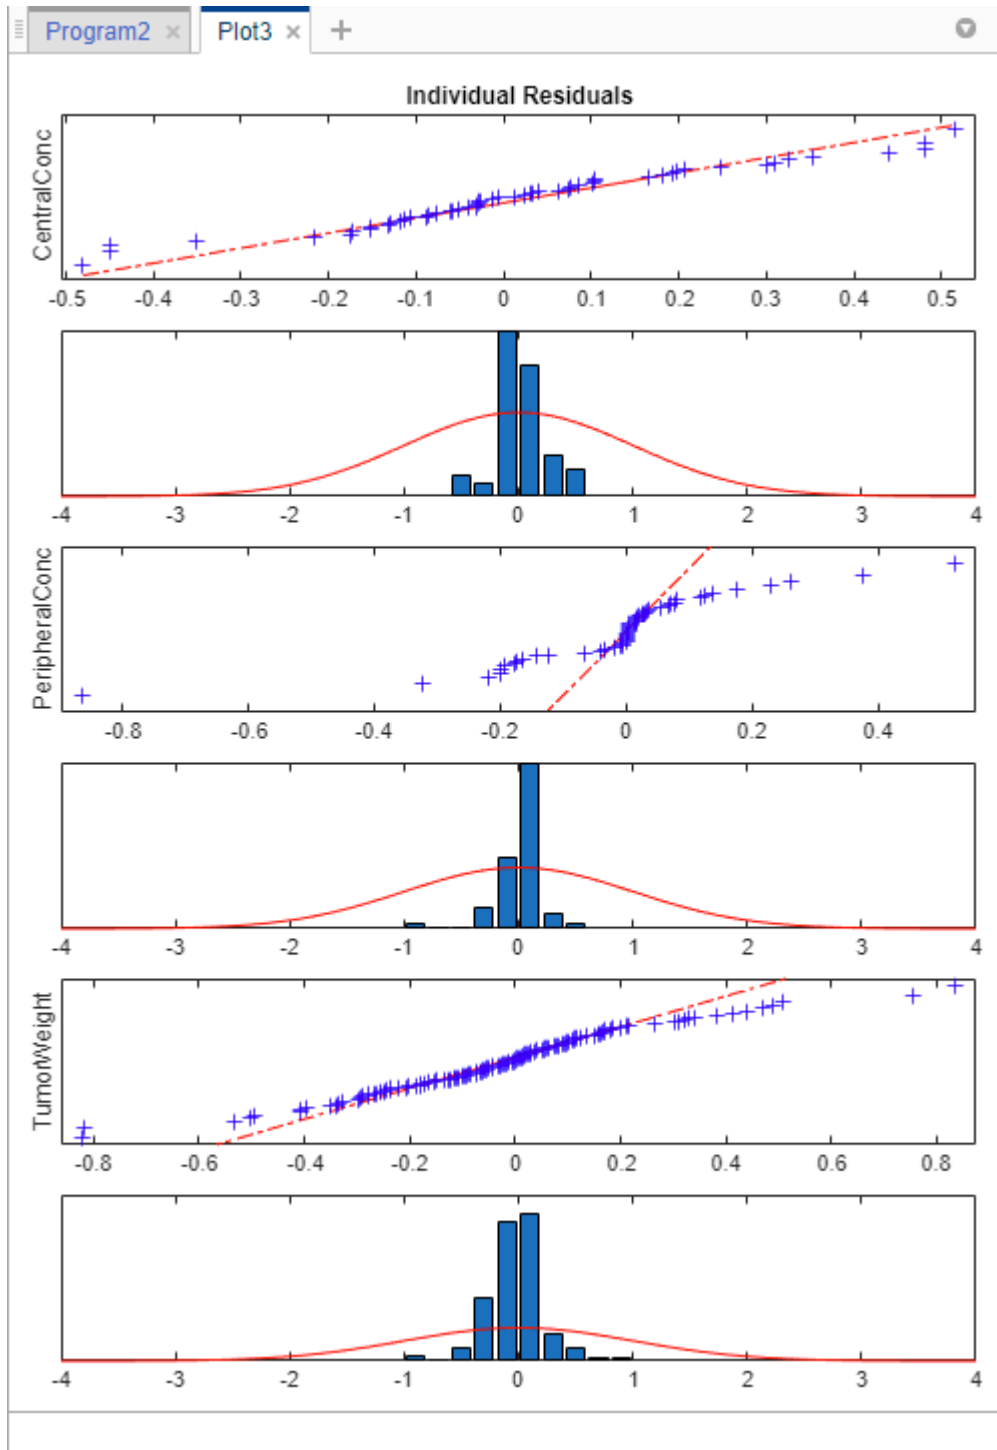 Program2 × Plot3 × +
Individual Residuals
CentralConc
-0.5 -0.4 -0.3 -0.2 -0.1 0 0.1 0.2 0.3 0.4 0.5
-4 -3 -2 -1 0 1 2 3 4
PeripheralConc
-0.8 -0.6 -0.4 -0.2 0 0.2 0.4
-4 -3 -2 -1 0 1 2 3 4
TumorWeight
-0.8 -0.6 -0.4 -0.2 0 0.2 0.4 0.6 0.8
-4 -3 -2 -1 0 1 2 3 4